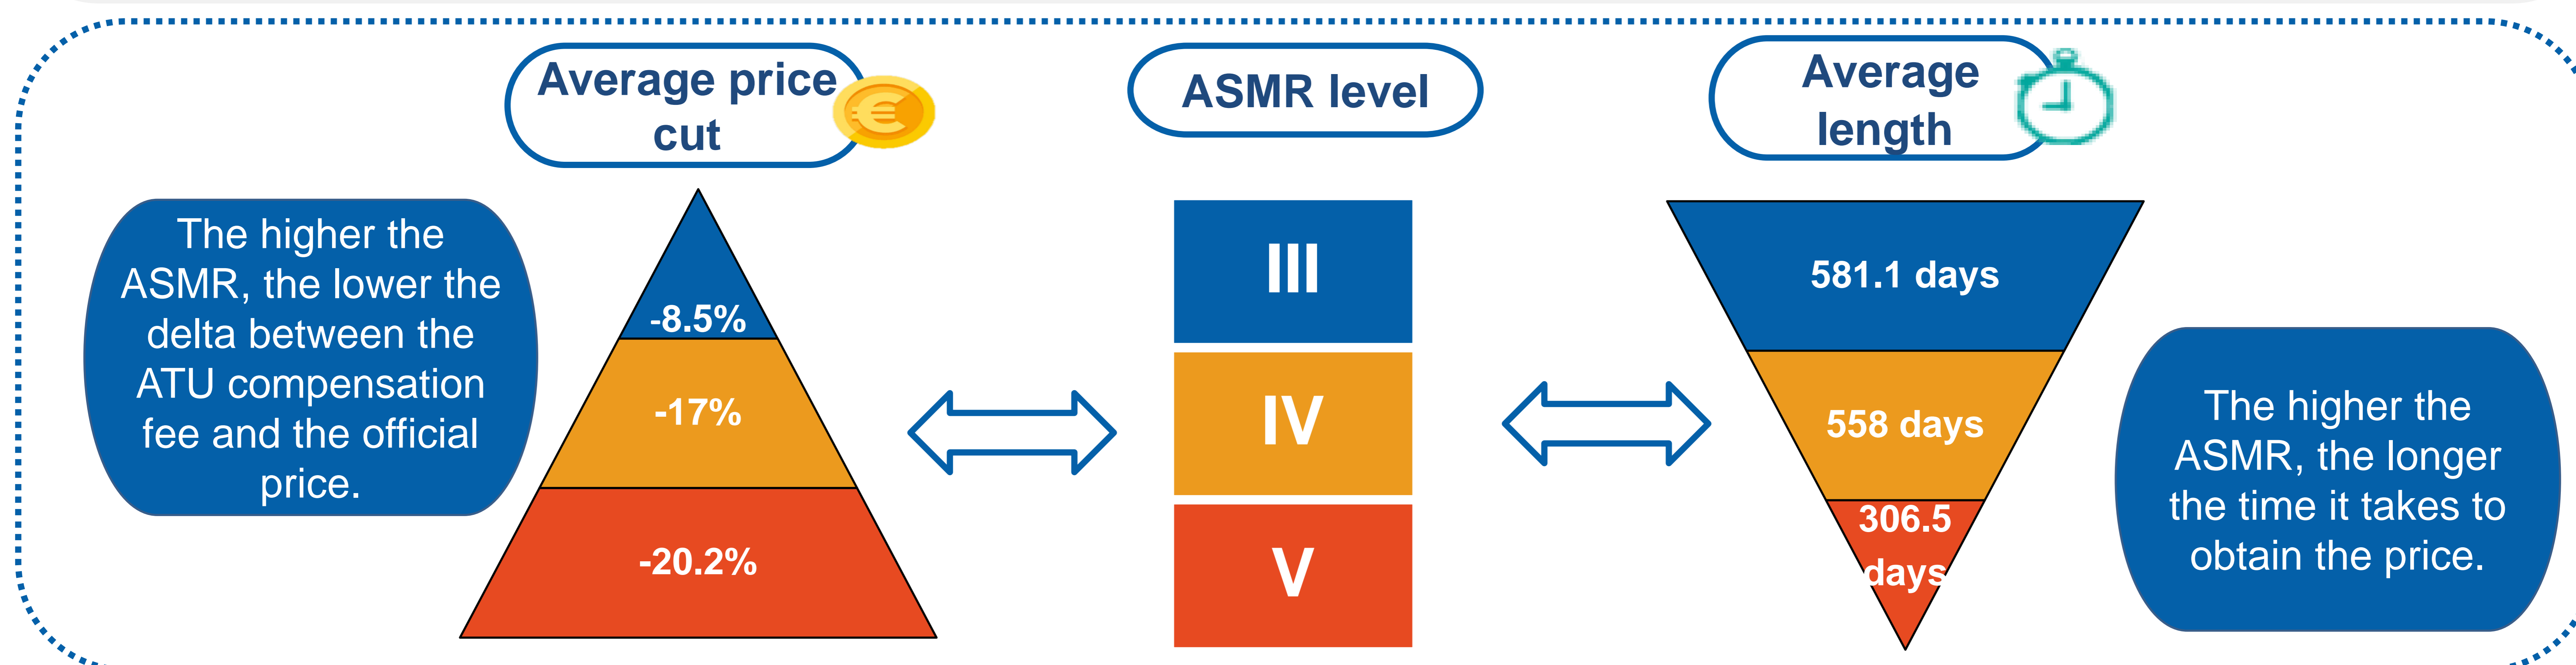 Average price
cut
ASMR level
Average
length
The higher the
ASMR, the lower the
delta between the
ATU compensation
fee and the official
price.
-8.5%
-17%
-20.2%
III
IV
V
581.1 days
558 days
306.5
days
The higher the
ASMR, the longer
the time it takes to
obtain the price.